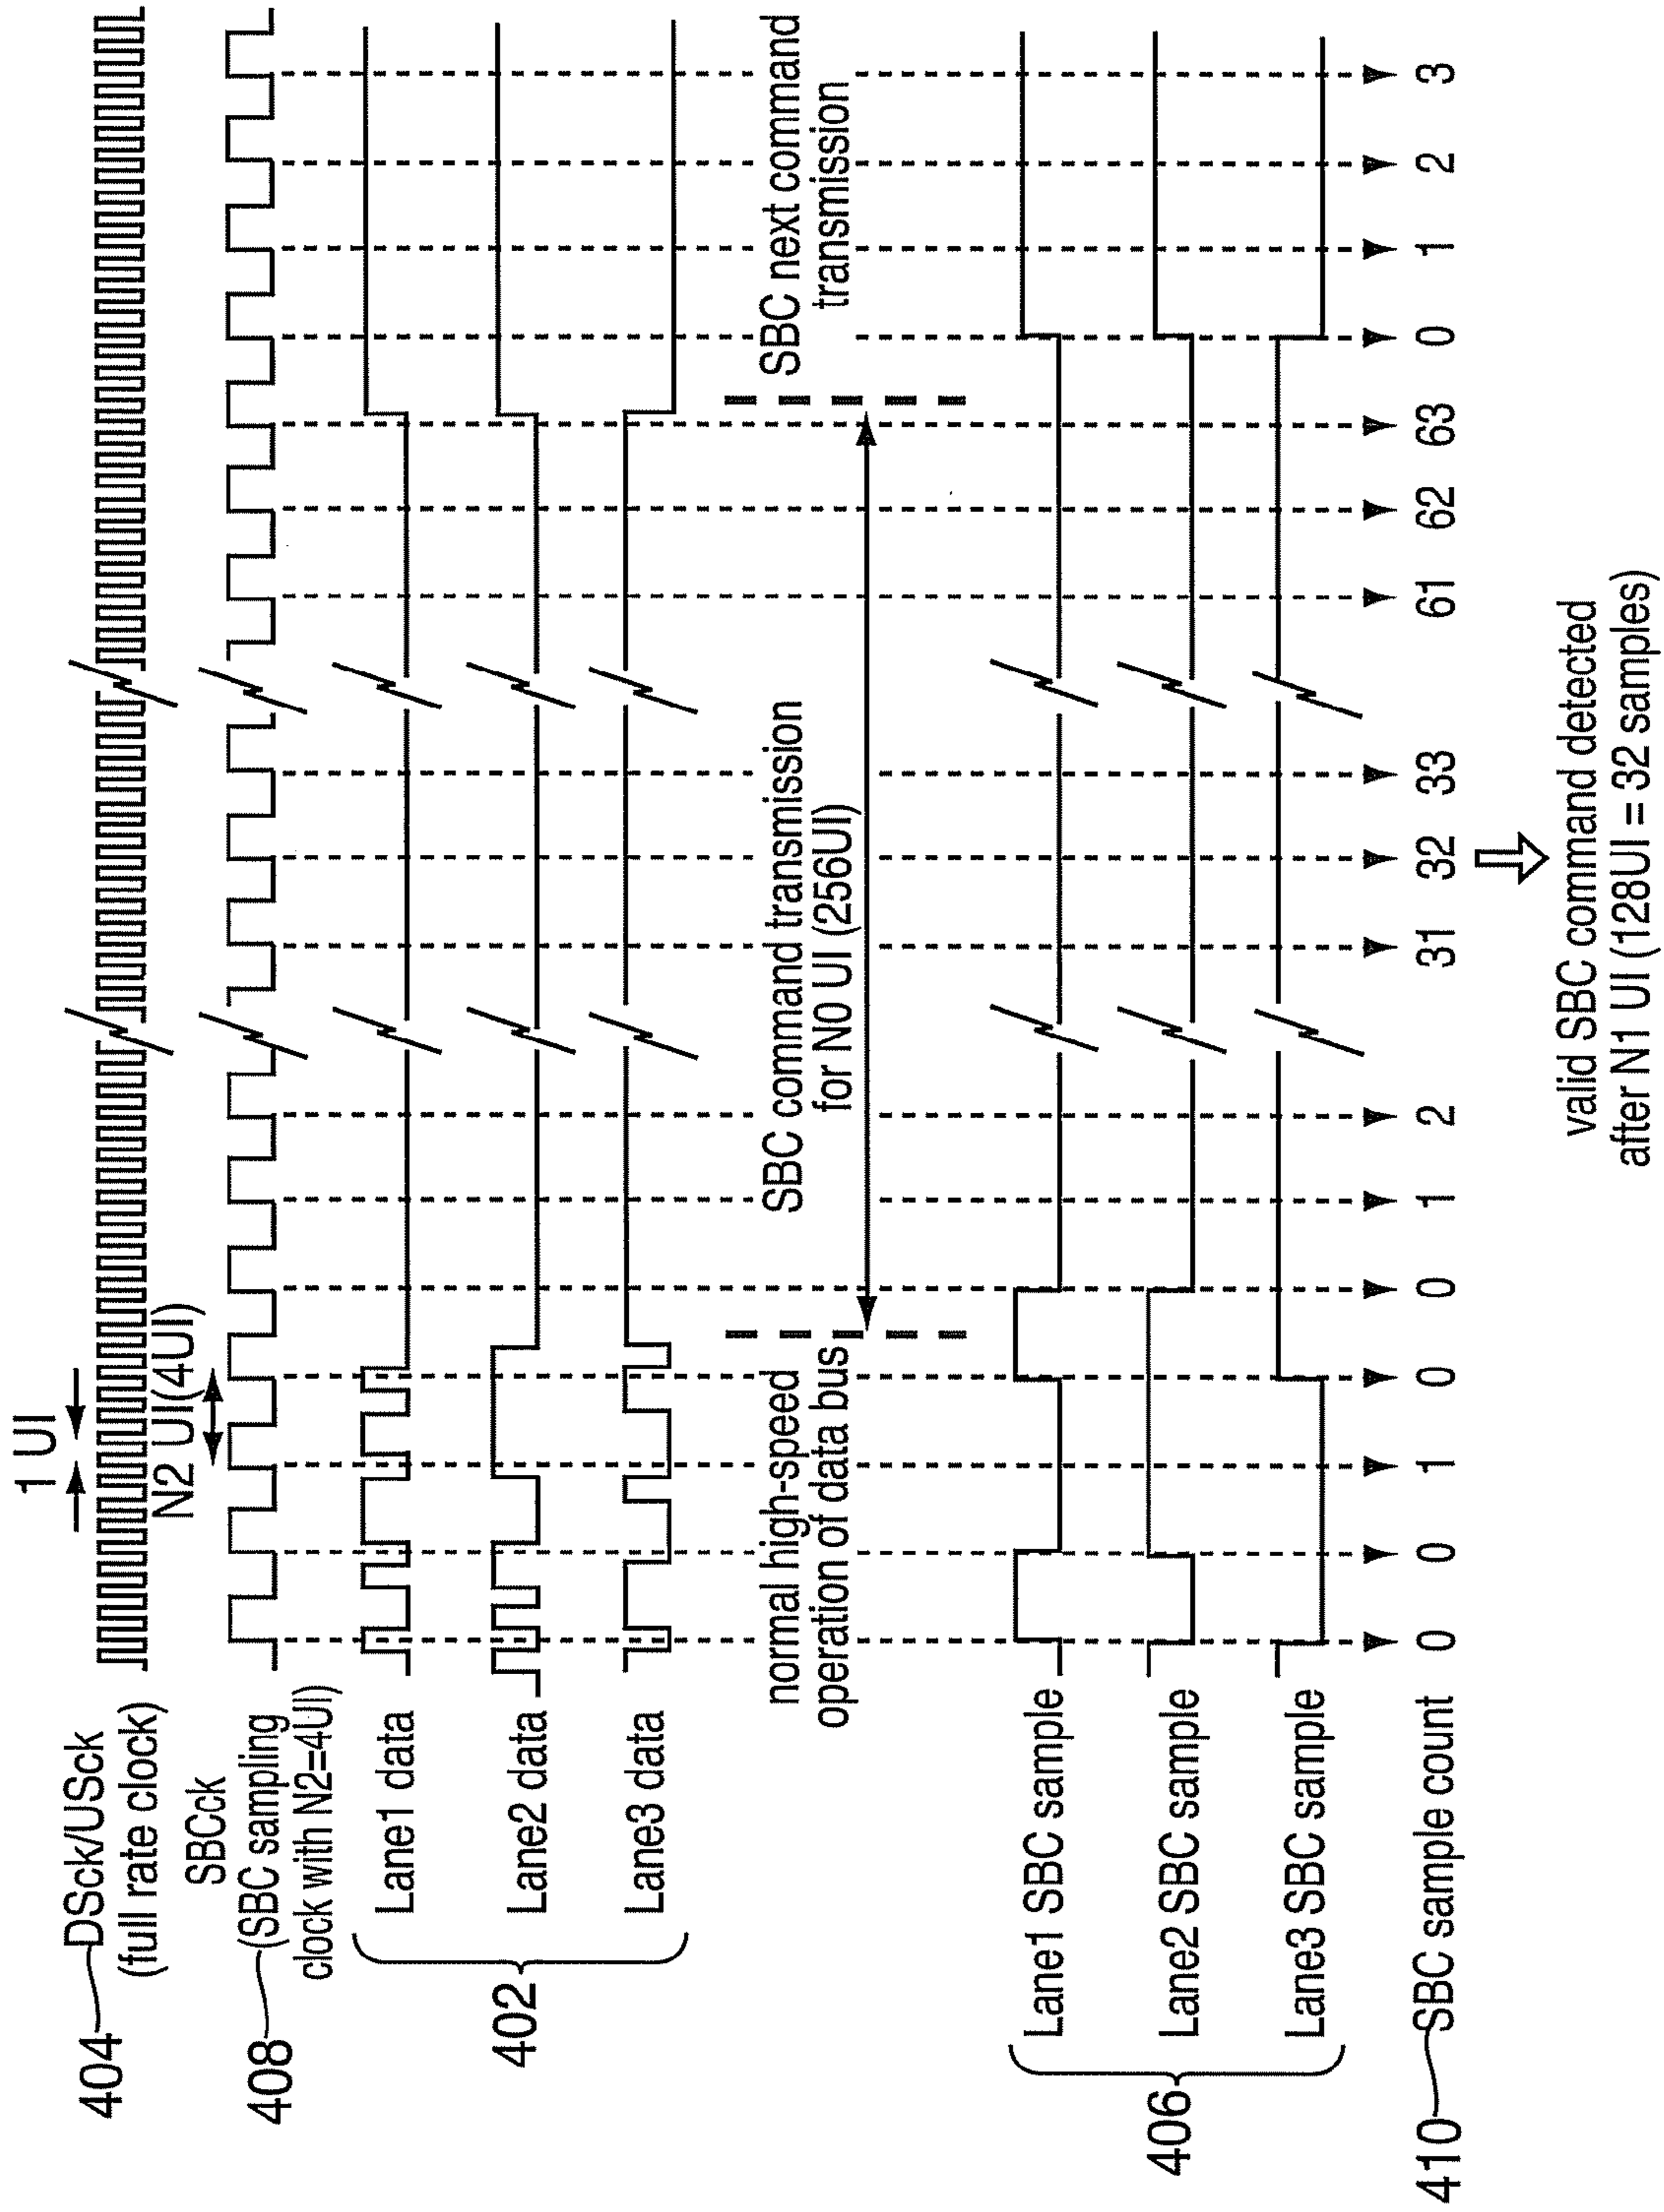 1 UI
404
DSck/USck
(full rate clock)
N2 UI(4UI)
408
SBCck
(SBC sampling
clock with N2=4UI)
402
Lane1 data
Lane2 data
Lane3 data
normal high-speed
operation of data bus
SBC command transmission
for N0 UI (256UI)
SBC next command
transmission
406
Lane1 SBC sample
Lane2 SBC sample
Lane3 SBC sample
410
SBC sample count
0 0 1 0 0 1 2 31 32 33 61 62 63 0 1 2 3
valid SBC command detected
after N1 UI (128UI = 32 samples)